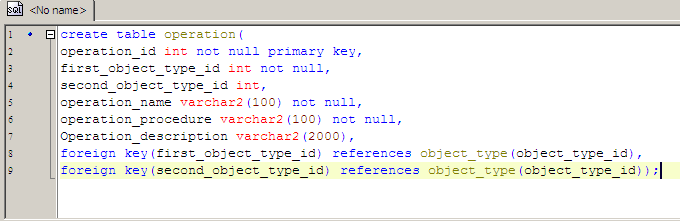 SQL <No name>
1 create table operation(
2 operation_id int not null primary key,
3 first_object_type_id int not null,
4 second_object_type_id int,
5 operation_name varchar2(100) not null,
6 operation_procedure varchar2(100) not null,
7 Operation_description varchar2(2000),
8 foreign key(first_object_type_id) references object_type(object_type_id),
9 foreign key(second_object_type_id) references object_type(object_type_id));